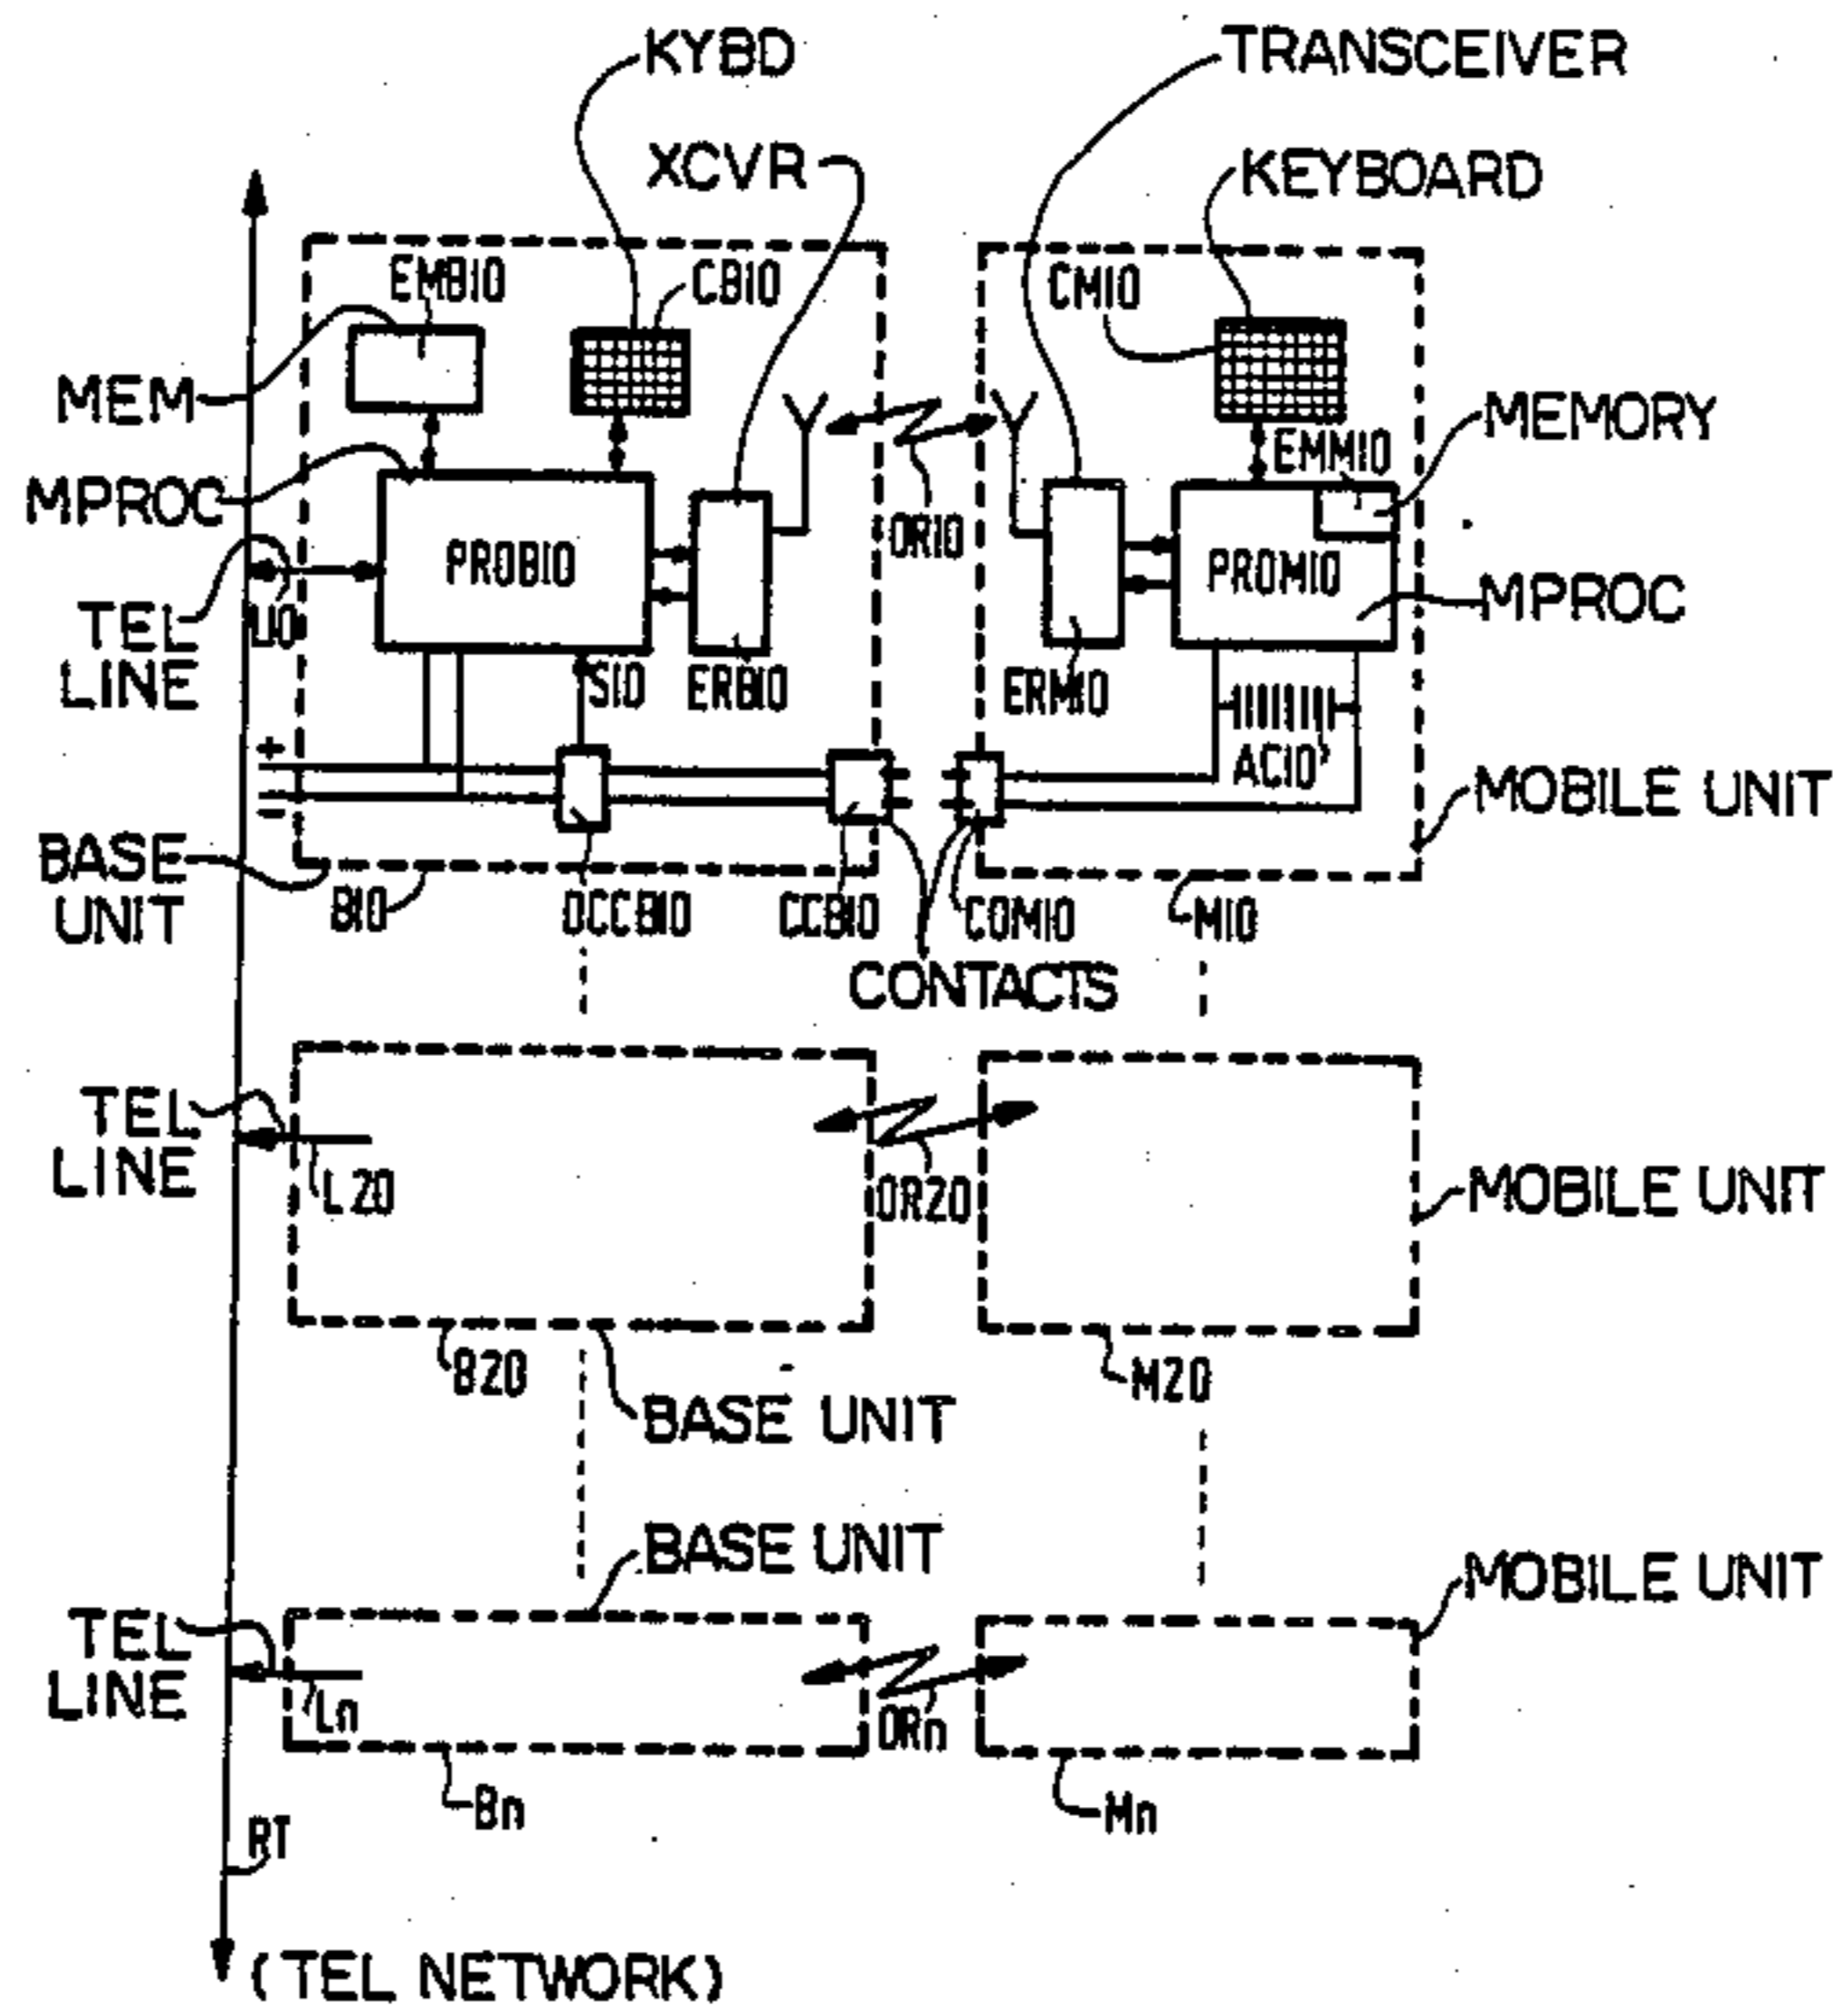 KYBD
TRANSCEIVER
XCVR
KEYBOARD
EMB10
CB10
CM10
MEM
MEMORY
EMM10
MPROC
OR10
PROB10
PROM10
MPROC
TEL
LINE
S10
ERB10
ERM10
AC10
+
−
MOBILE UNIT
BASE
UNIT
B10
DCCB10
CCB10
COM10
M10
CONTACTS
TEL
LINE
L20
OR20
MOBILE UNIT
B20
M20
BASE UNIT
BASE UNIT
MOBILE UNIT
TEL
LINE
Ln
ORn
Bn
Mn
RT
(TEL NETWORK)